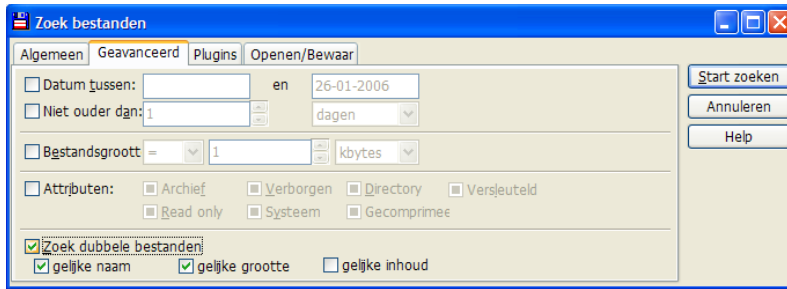 Zoek bestanden
Algemeen Geavanceerd Plugins Openen/Bewaar
Datum tussen: en 26-01-2006
Start zoeken
Niet ouder dan: 1 dagen
Annuleren
Help
Bestandsgroott = 1 kbytes
Attributen: Archief Verborgen Directory Versleuteld
Read only Systeem Gecomprimee
Zoek dubbele bestanden
gelijke naam gelijke grootte gelijke inhoud